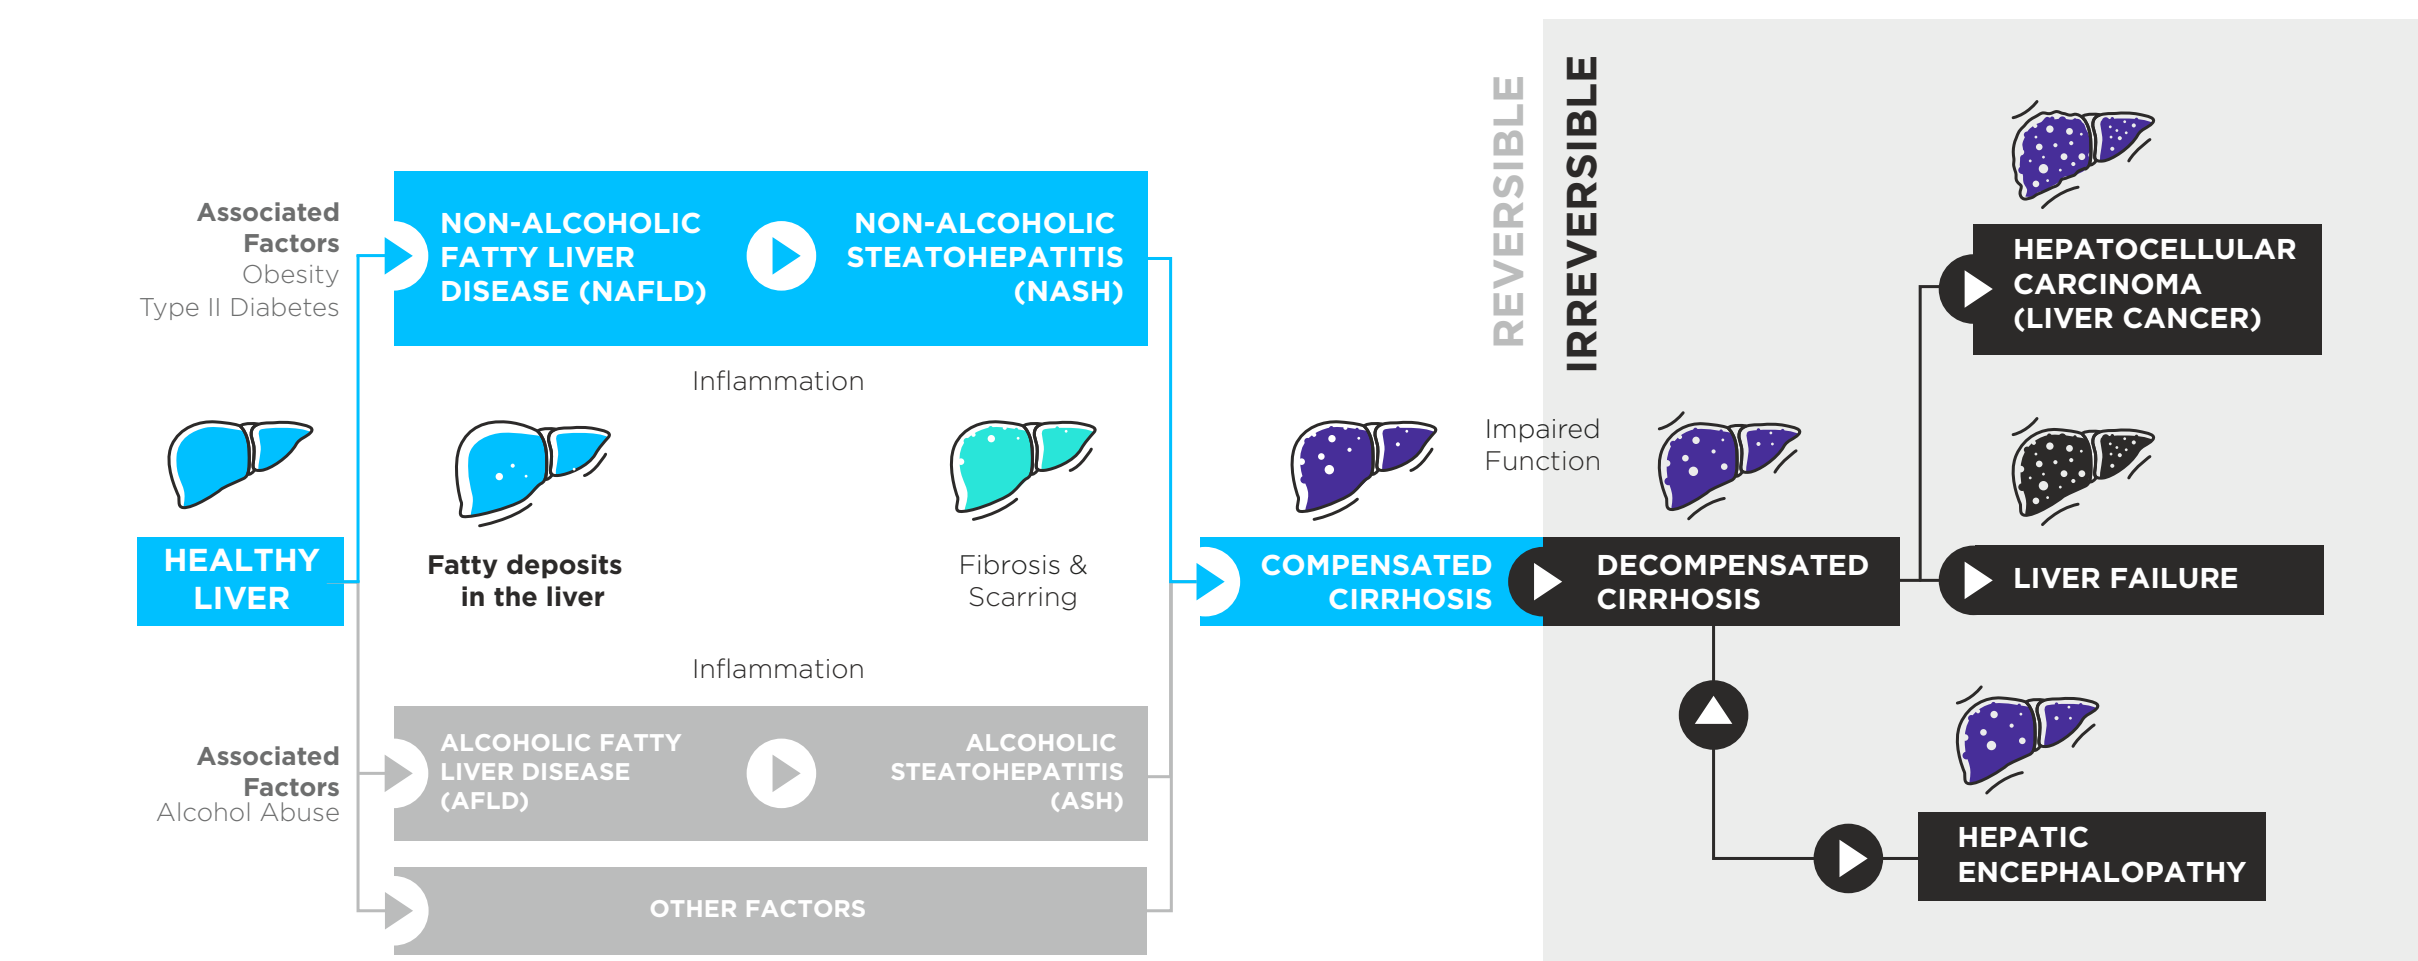 REVERSIBLE
IRREVERSIBLE
Associated
Factors
Obesity
Type II Diabetes
NON-ALCOHOLIC
FATTY LIVER
DISEASE (NAFLD)
NON-ALCOHOLIC
STEATOHEPATITIS
(NASH)
HEPATOCELLULAR
CARCINOMA
(LIVER CANCER)
Inflammation
Impaired
Function
HEALTHY
LIVER
Fatty deposits
in the liver
Fibrosis &
Scarring
COMPENSATED
CIRRHOSIS
DECOMPENSATED
CIRRHOSIS
LIVER FAILURE
Inflammation
Associated
Factors
Alcohol Abuse
ALCOHOLIC FATTY
LIVER DISEASE
(AFLD)
ALCOHOLIC
STEATOHEPATITIS
(ASH)
HEPATIC
ENCEPHALOPATHY
OTHER FACTORS